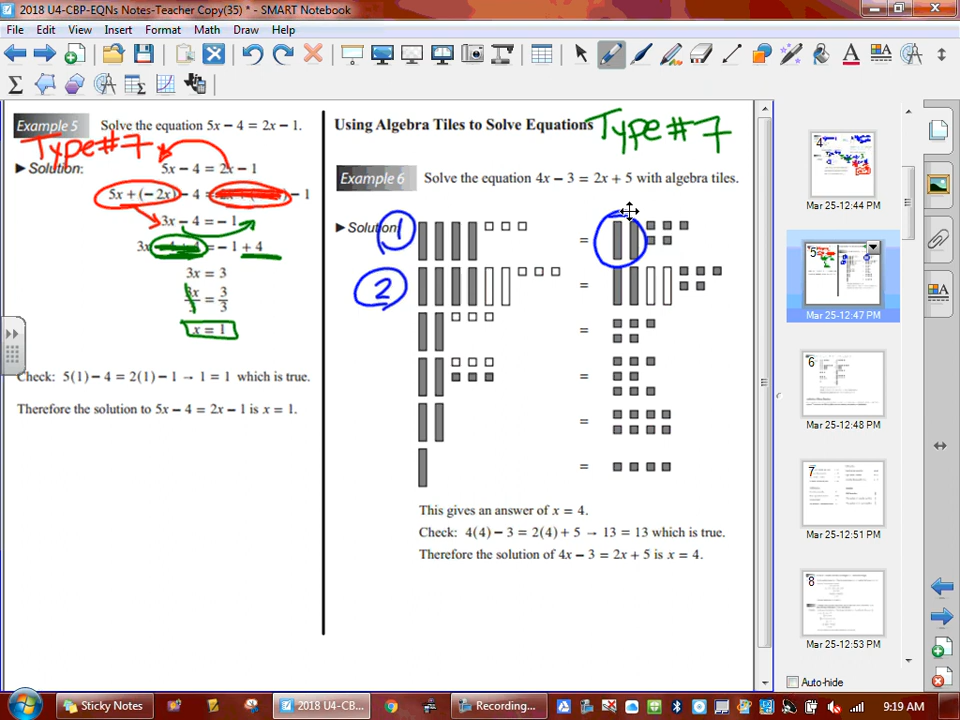 2018 U4-CBP-EQNs Notes-Teacher Copy(35) * - SMART Notebook
File Edit View Insert Format Math Draw Help
Example 5 Solve the equation 5x − 4 = 2x − 1.
Type #7
►Solution:
5x − 4 = 2x − 1
5x + (−2x) − 4 = − 1
3x − 4 = −1
3x = −1 + 4
3x = 3
3x/3 = 3/3
x = 1
Check: 5(1) − 4 = 2(1) − 1 → 1 = 1 which is true.
Therefore the solution to 5x − 4 = 2x − 1 is x = 1.
Using Algebra Tiles to Solve Equations Type #7
Example 6 Solve the equation 4x − 3 = 2x + 5 with algebra tiles.
►Solution:
1
=
2
=
=
=
=
=
This gives an answer of x = 4.
Check: 4(4) − 3 = 2(4) + 5 → 13 = 13 which is true.
Therefore the solution of 4x − 3 = 2x + 5 is x = 4.
4
Mar 25-12:44 PM
5
Mar 25-12:47 PM
6
Mar 25-12:48 PM
7
Mar 25-12:51 PM
8
Mar 25-12:53 PM
Auto-hide
Sticky Notes
2018 U4-CB...
Recording...
9:19 AM